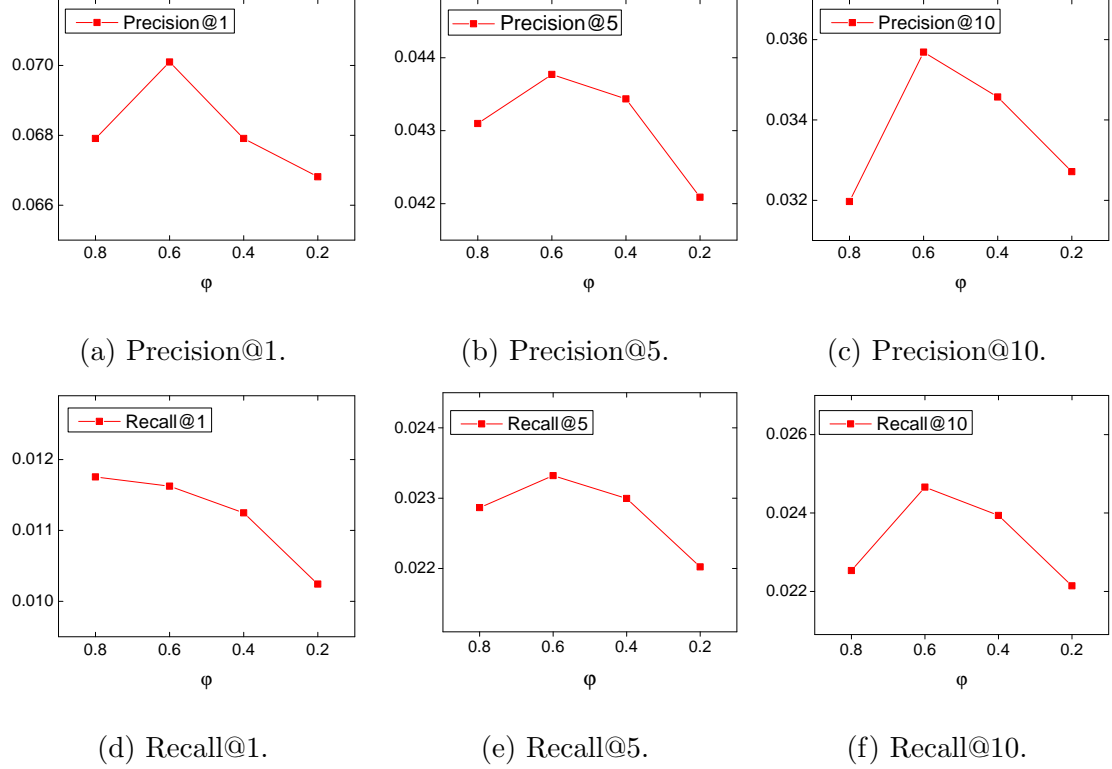 Precision@1
0.070
0.068
0.066
0.8 0.6 0.4 0.2
φ
(a) Precision@1.
Precision@5
0.044
0.043
0.042
0.8 0.6 0.4 0.2
φ
(b) Precision@5.
Precision@10
0.036
0.034
0.032
0.8 0.6 0.4 0.2
φ
(c) Precision@10.
Recall@1
0.012
0.011
0.010
0.8 0.6 0.4 0.2
φ
(d) Recall@1.
Recall@5
0.024
0.023
0.022
0.8 0.6 0.4 0.2
φ
(e) Recall@5.
Recall@10
0.026
0.024
0.022
0.8 0.6 0.4 0.2
φ
(f) Recall@10.